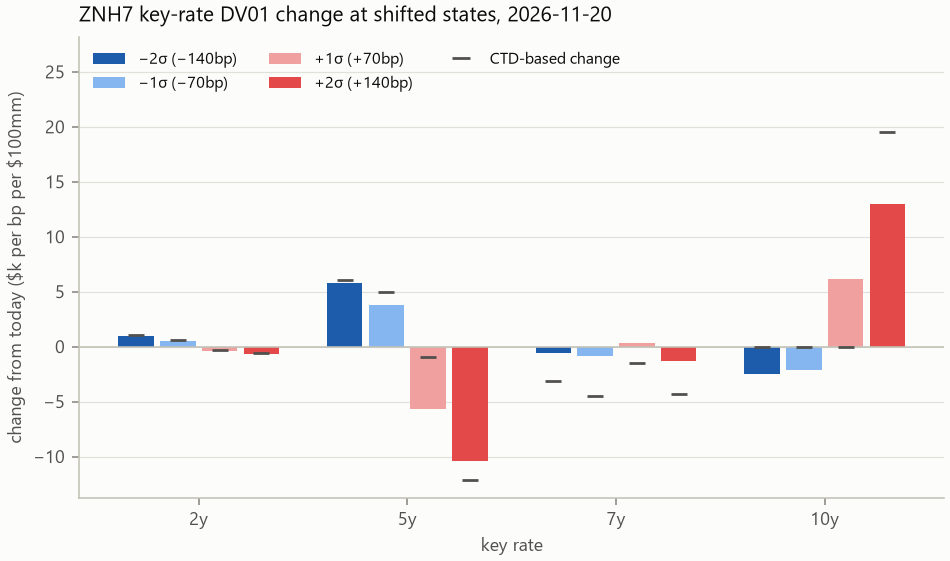 ZNH7 key-rate DV01 change at shifted states, 2026-11-20
−2σ (−140bp)
−1σ (−70bp)
+1σ (+70bp)
+2σ (+140bp)
CTD-based change
change from today ($k per bp per $100mm)
25
20
15
10
5
0
−5
−10
2y
5y
7y
10y
key rate